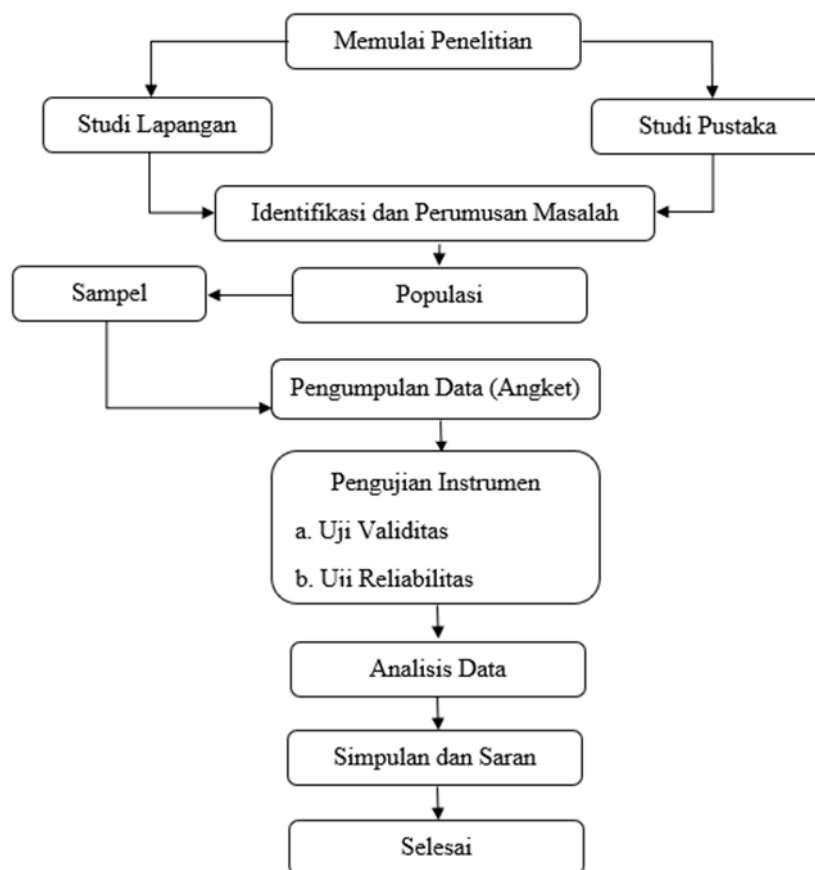 Memulai Penelitian
Studi Lapangan
Studi Pustaka
Identifikasi dan Perumusan Masalah
Sampel
Populasi
Pengumpulan Data (Angket)
Pengujian Instrumen
a. Uji Validitas
b. Uii Reliabilitas
Analisis Data
Simpulan dan Saran
Selesai